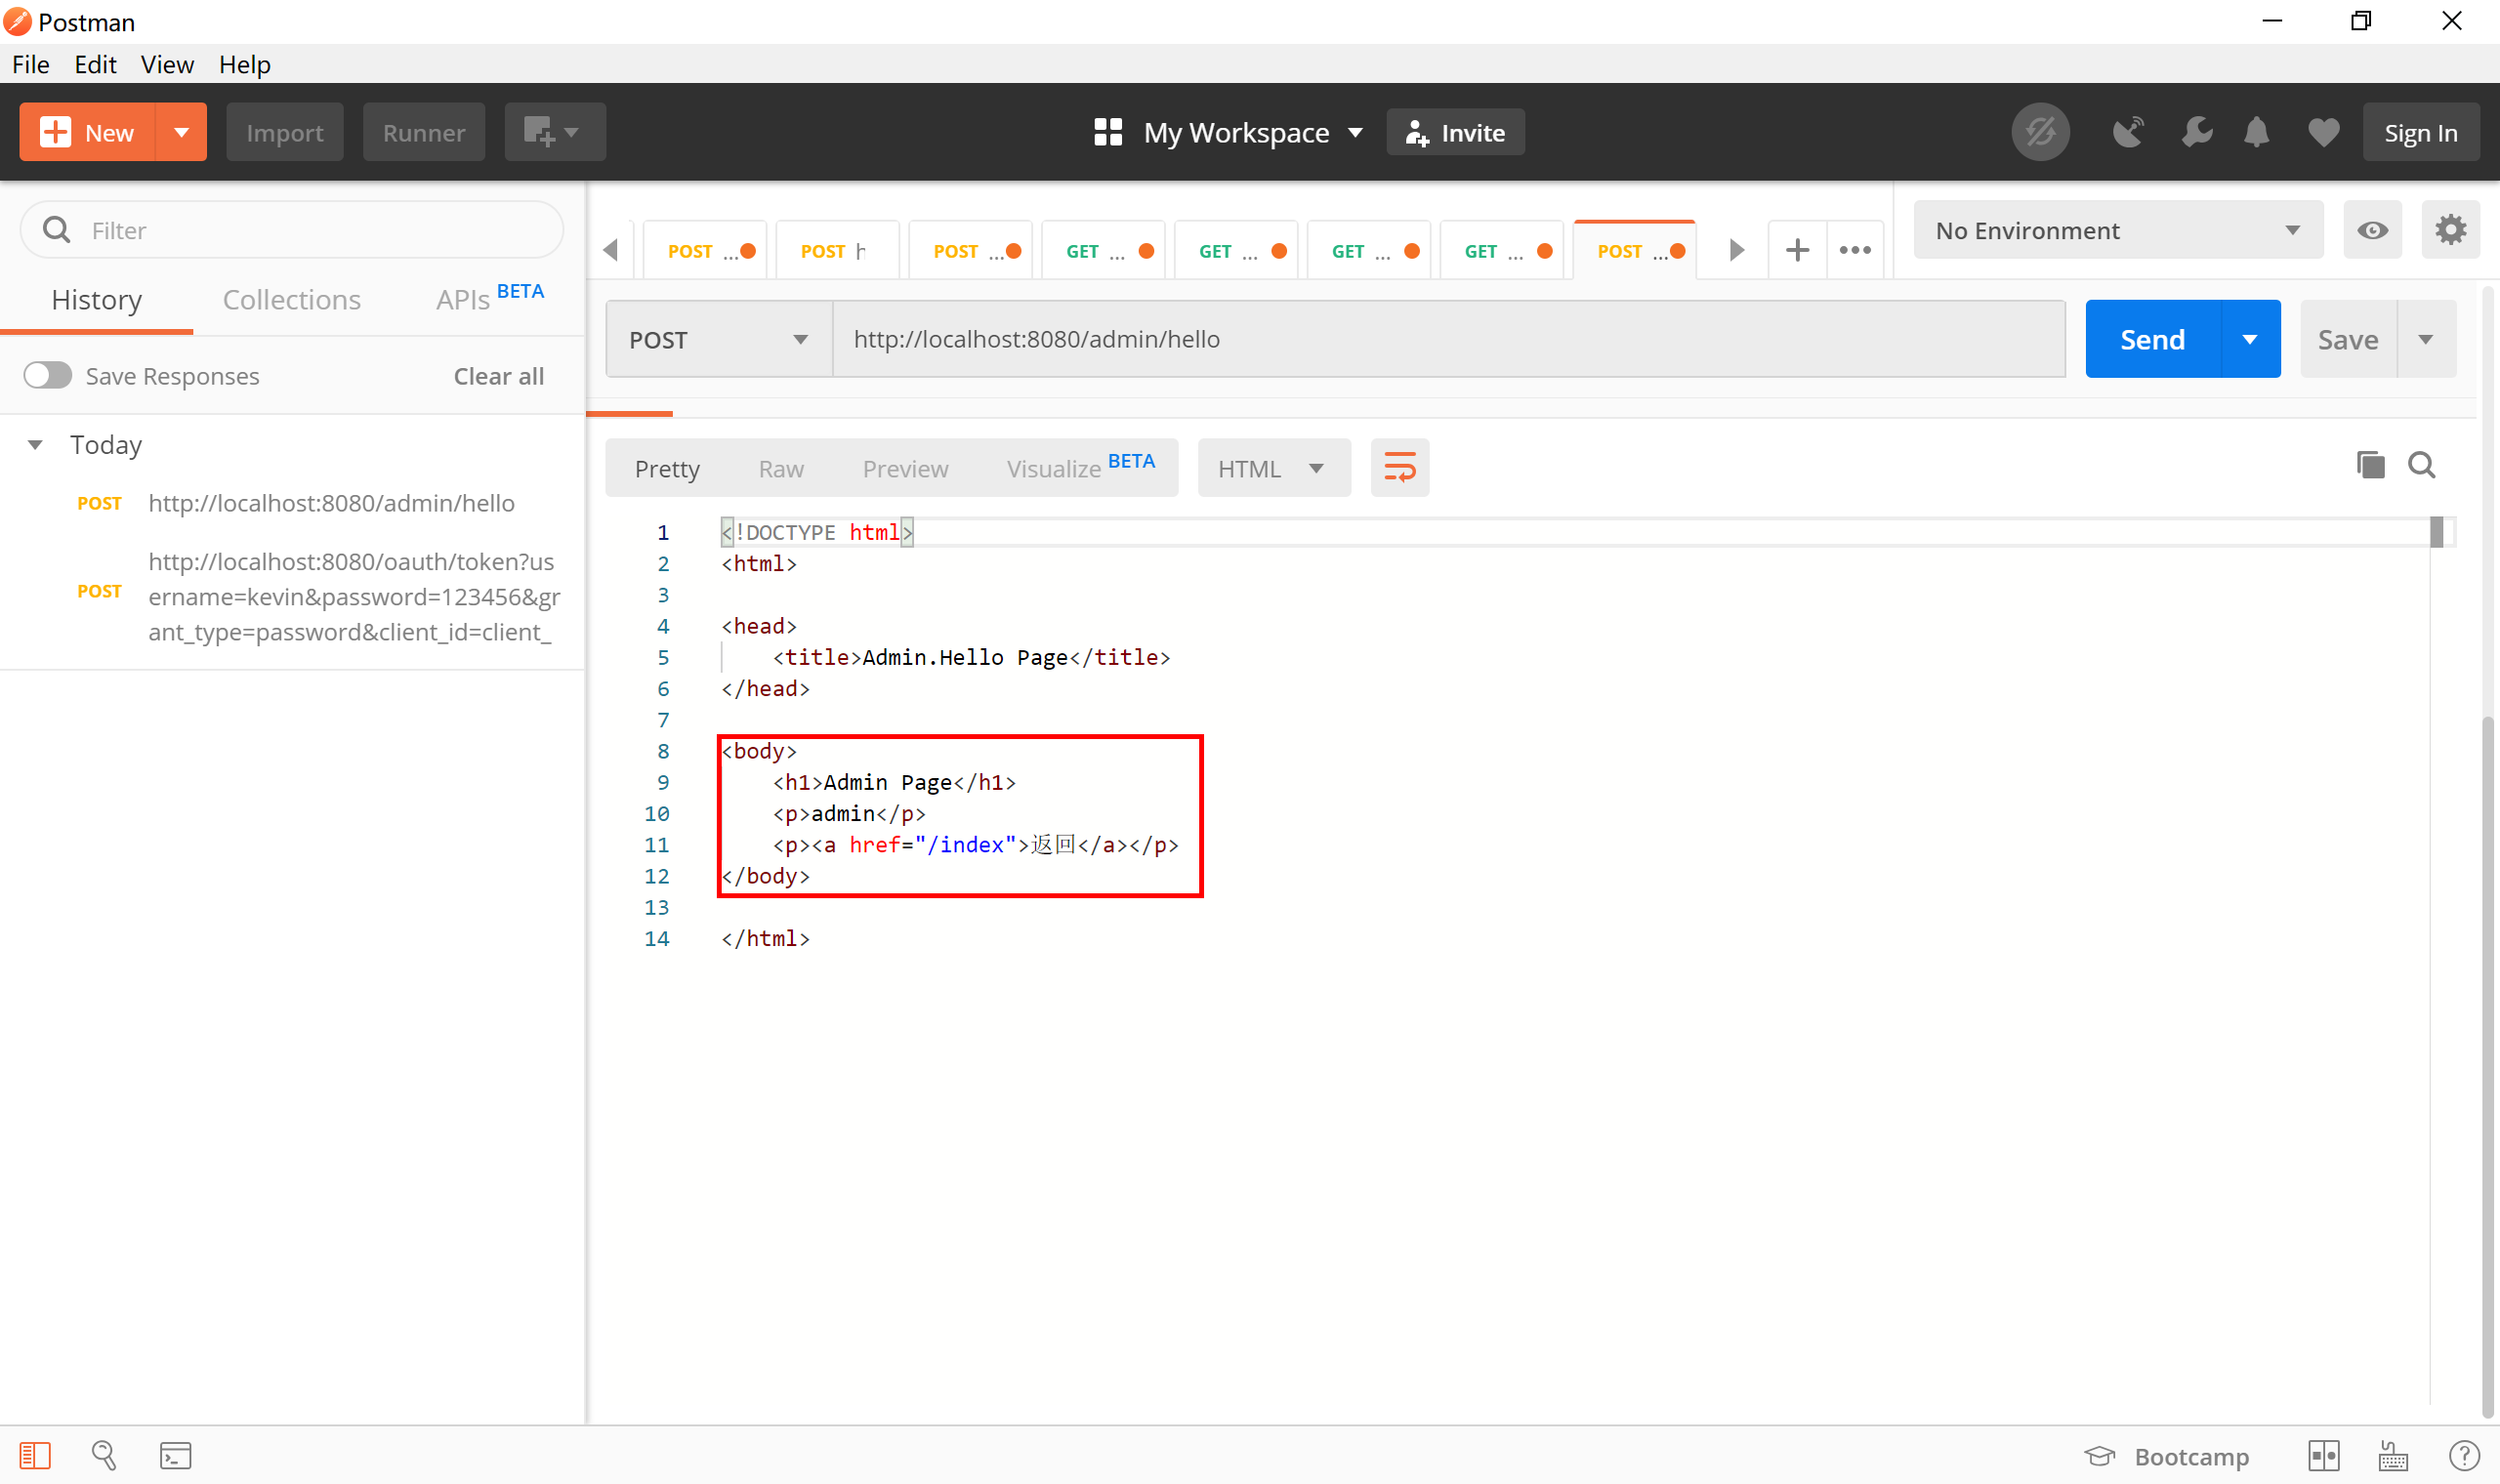 Postman
File Edit View Help
New Import Runner My Workspace Invite Sign In
Filter
History Collections APIs BETA
Save Responses Clear all
Today
POST http://localhost:8080/admin/hello
POST http://localhost:8080/oauth/token?us
ername=kevin&password=123456&gr
ant_type=password&client_id=client_
POST ... POST h POST ... GET ... GET ... GET ... GET ... POST ...
No Environment
POST http://localhost:8080/admin/hello Send Save
Pretty Raw Preview Visualize BETA HTML
1 <!DOCTYPE html>
2 <html>
3
4 <head>
5 <title>Admin.Hello Page</title>
6 </head>
7
8 <body>
9 <h1>Admin Page</h1>
10 <p>admin</p>
11 <p><a href="/index">返回</a></p>
12 </body>
13
14 </html>
Bootcamp